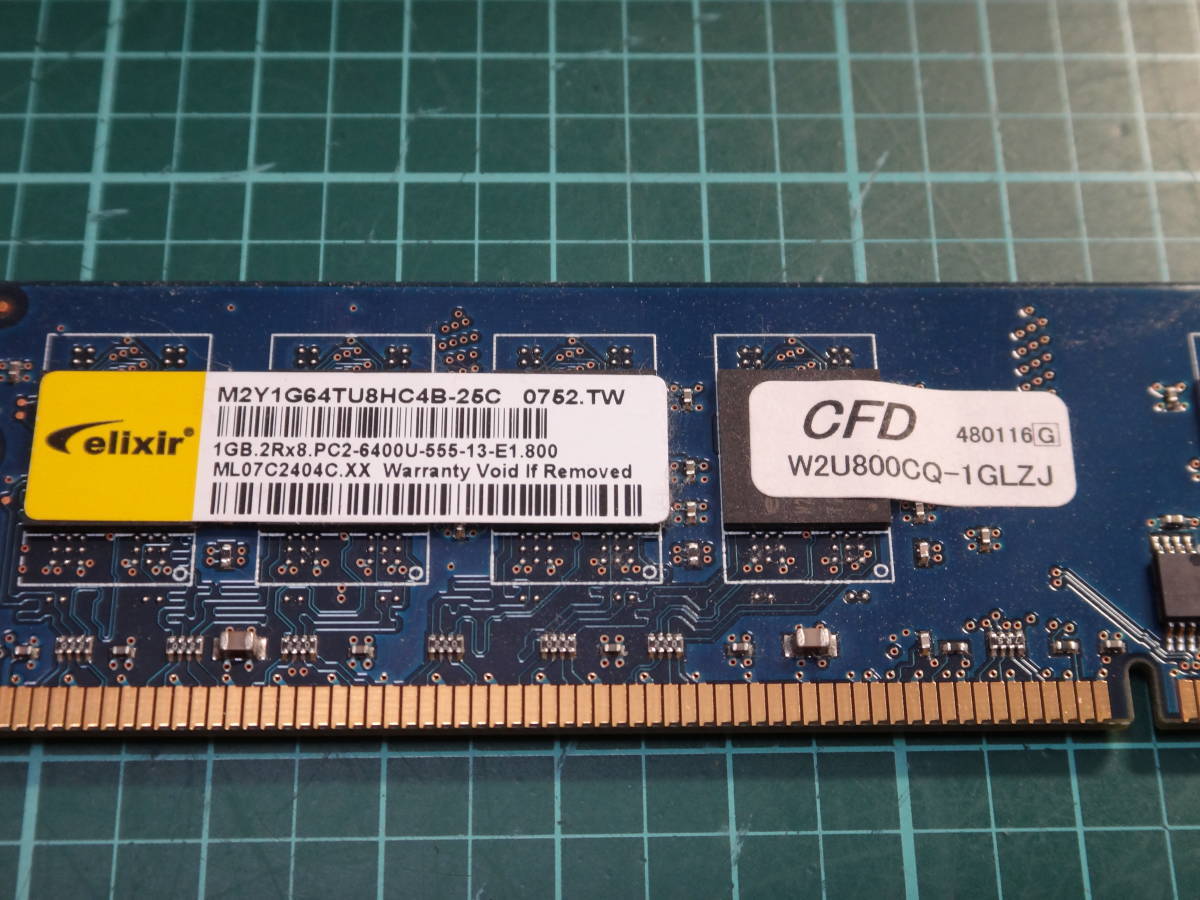 elixir®
M2Y1G64TU8HC4B-25C 0752.TW
1GB.2Rx8.PC2-6400U-555-13-E1.800
ML07C2404C.XX Warranty Void If Removed
CFD
480116G
W2U800CQ-1GLZJ